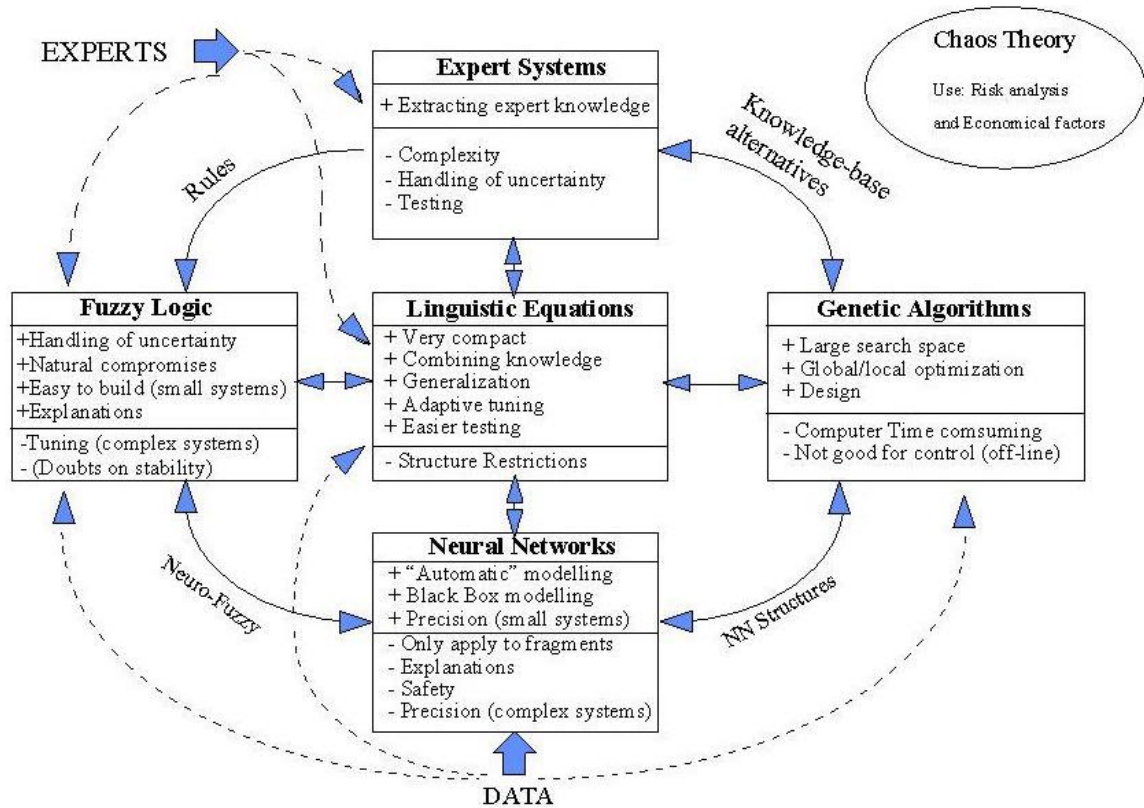 EXPERTS
Expert Systems
+ Extracting expert knowledge
- Complexity
- Handling of uncertainty
- Testing
Chaos Theory
Use: Risk analysis
and Economical factors
Rules
Knowledge-base
alternatives
Fuzzy Logic
+Handling of uncertainty
+Natural compromises
+Easy to build (small systems)
+Explanations
-Tuning (complex systems)
- (Doubts on stability)
Linguistic Equations
+ Very compact
+ Combining knowledge
+ Generalization
+ Adaptive tuning
+ Easier testing
- Structure Restrictions
Genetic Algorithms
+ Large search space
+ Global/local optimization
+ Design
- Computer Time comsuming
- Not good for control (off-line)
Neuro-Fuzzy
Neural Networks
+ “Automatic” modelling
+ Black Box modelling
+ Precision (small systems)
- Only apply to fragments
- Explanations
- Safety
- Precision (complex systems)
NN Structures
DATA